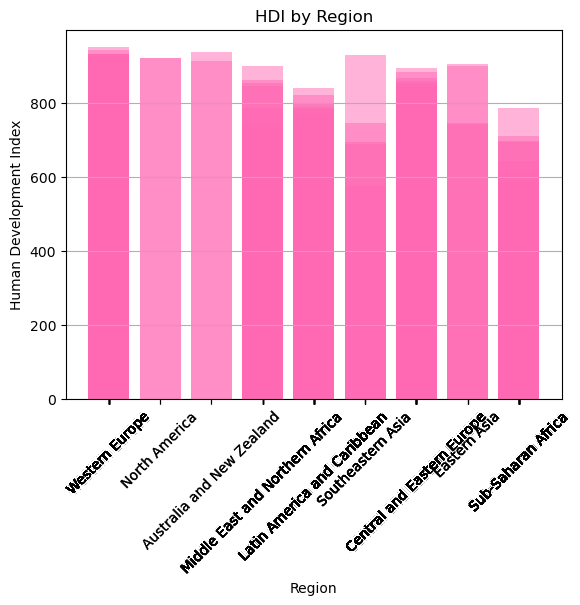 HDI by Region
Human Development Index
800
600
400
200
0
Western Europe
North America
Australia and New Zealand
Middle East and Northern Africa
Latin America and Caribbean
Southeastern Asia
Central and Eastern Europe
Eastern Asia
Sub-Saharan Africa
Region